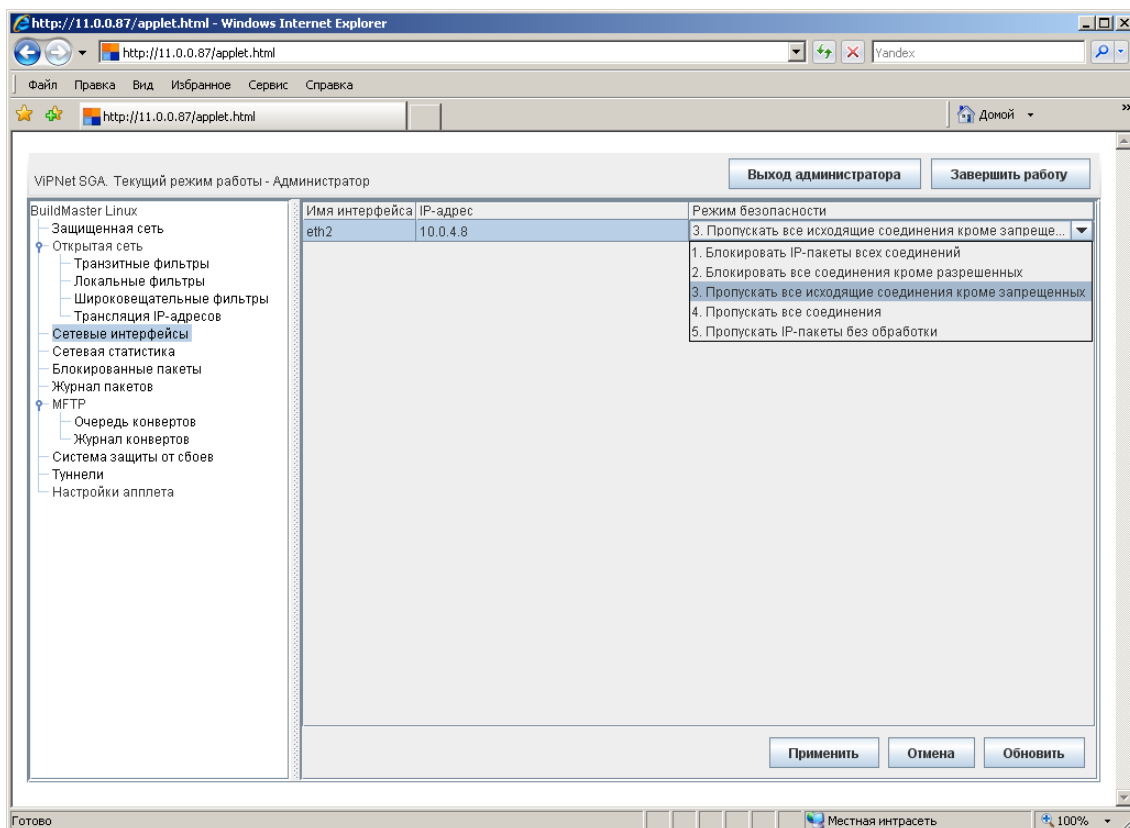 http://11.0.0.87/applet.html - Windows Internet Explorer
http://11.0.0.87/applet.html
Yandex
Файл Правка Вид Избранное Сервис Справка
http://11.0.0.87/applet.html
Домой
ViPNet SGA. Текущий режим работы - Администратор
Выход администратора
Завершить работу
BuildMaster Linux
Защищенная сеть
Открытая сеть
Транзитные фильтры
Локальные фильтры
Широковещательные фильтры
Трансляция IP-адресов
Сетевые интерфейсы
Сетевая статистика
Блокированные пакеты
Журнал пакетов
MFTP
Очередь конвертов
Журнал конвертов
Система защиты от сбоев
Туннели
Настройки апплета
Имя интерфейса IP-адрес Режим безопасности
eth2 10.0.4.8 3. Пропускать все исходящие соединения кроме запреще...
1. Блокировать IP-пакеты всех соединений
2. Блокировать все соединения кроме разрешенных
3. Пропускать все исходящие соединения кроме запрещенных
4. Пропускать все соединения
5. Пропускать IP-пакеты без обработки
Применить Отмена Обновить
Готово Местная интрасеть 100%